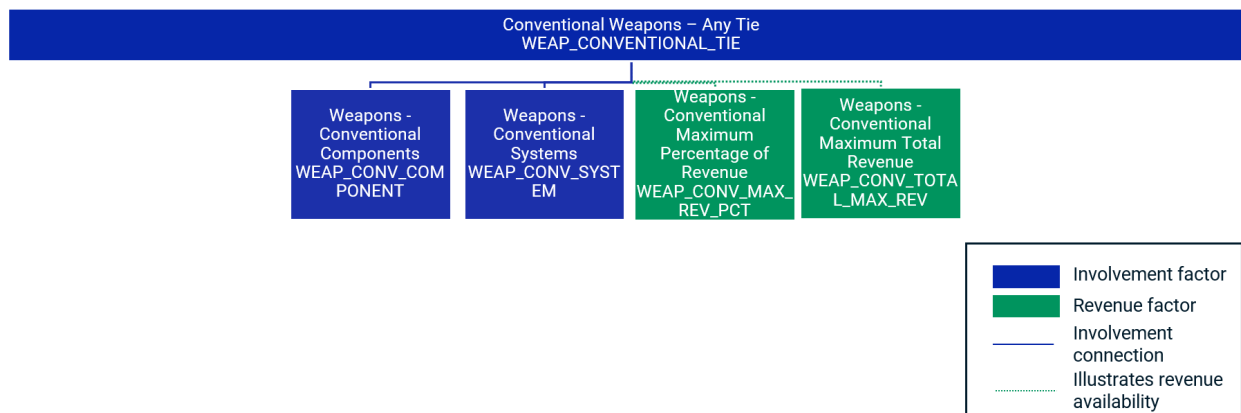 Conventional Weapons – Any Tie
WEAP_CONVENTIONAL_TIE
Weapons -
Conventional
Components
WEAP_CONV_COM
PONENT
Weapons -
Conventional
Systems
WEAP_CONV_SYST
EM
Weapons -
Conventional
Maximum
Percentage of
Revenue
WEAP_CONV_MAX_
REV_PCT
Weapons -
Conventional
Maximum Total
Revenue
WEAP_CONV_TOTA
L_MAX_REV
Involvement factor
Revenue factor
Involvement
connection
Illustrates revenue
availability